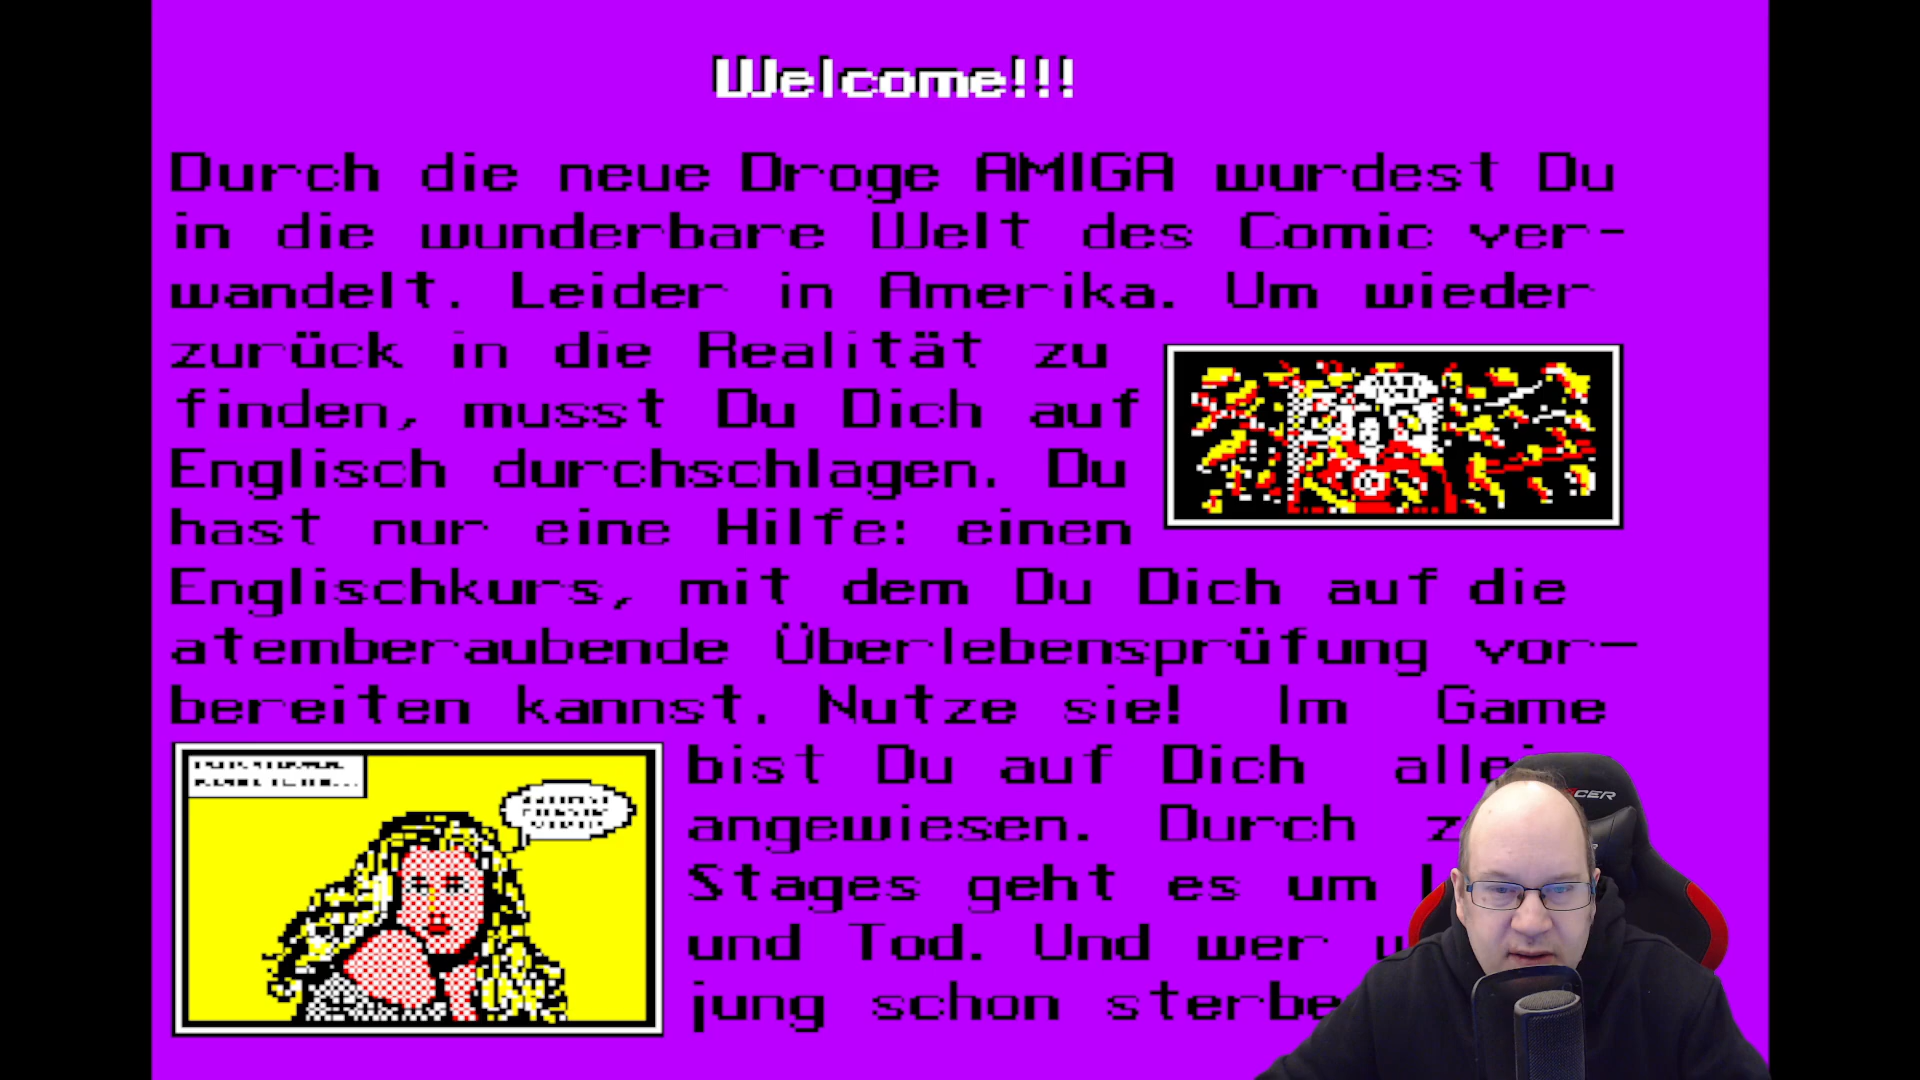 Welcome!!!
Durch die neue Droge AMIGA wurdest Du
in die wunderbare Welt des Comic ver-
wandelt. Leider in Amerika. Um wieder
zurück in die Realität zu
finden, musst Du Dich auf
Englisch durchschlagen. Du
hast nur eine Hilfe: einen
Englischkurs, mit dem Du Dich auf die
atemberaubende Überlebensprüfung vor-
bereiten kannst. Nutze sie! Im Game
bist Du auf Dich
angewiesen. Durch
Stages geht es um
und Tod. Und wer
jung schon